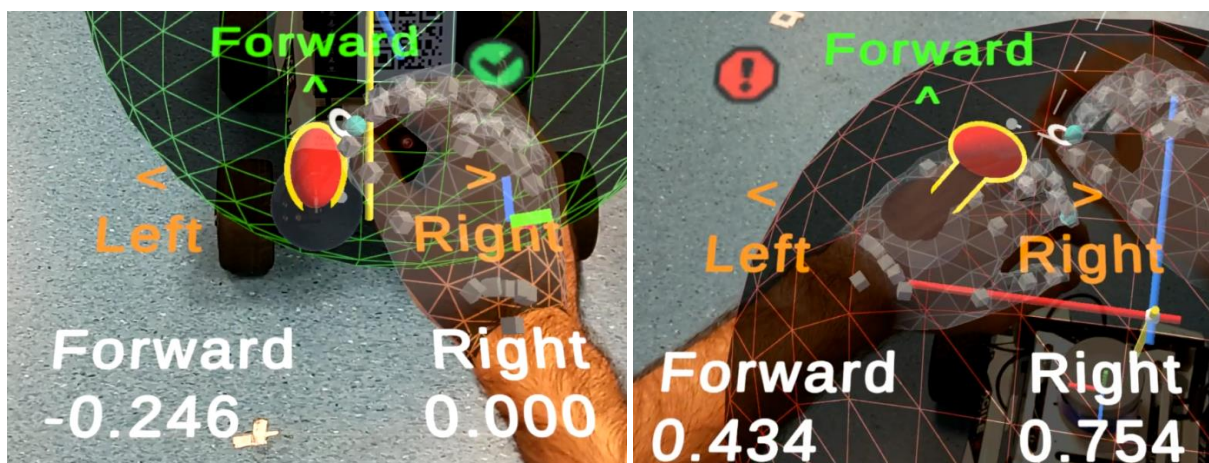 Forward
^
< >
Left Right
Forward Right
-0.246 0.000
!
Forward
^
< >
Left Right
Forward Right
0.434 0.754